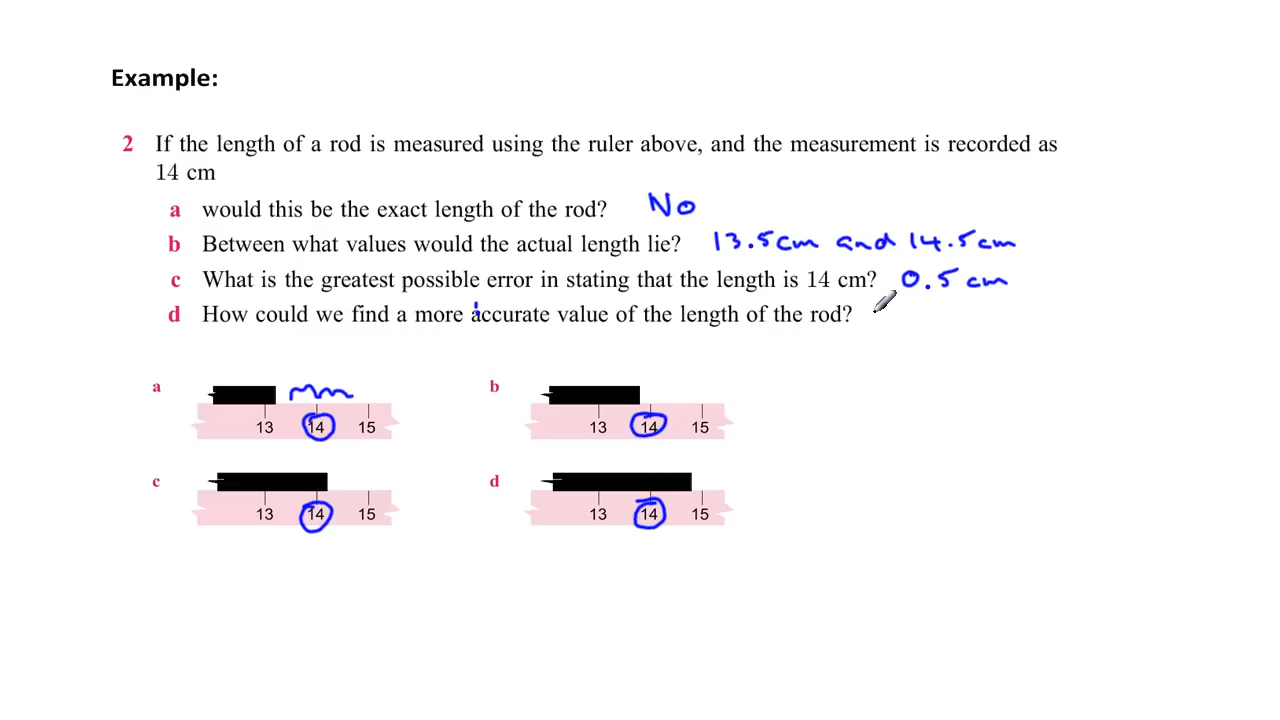 Example:
2 If the length of a rod is measured using the ruler above, and the measurement is recorded as
14 cm
a would this be the exact length of the rod? No
b Between what values would the actual length lie? 13.5cm and 14.5cm
c What is the greatest possible error in stating that the length is 14 cm? 0.5 cm
d How could we find a more accurate value of the length of the rod?
a b
13 14 15 13 14 15
c d
13 14 15 13 14 15